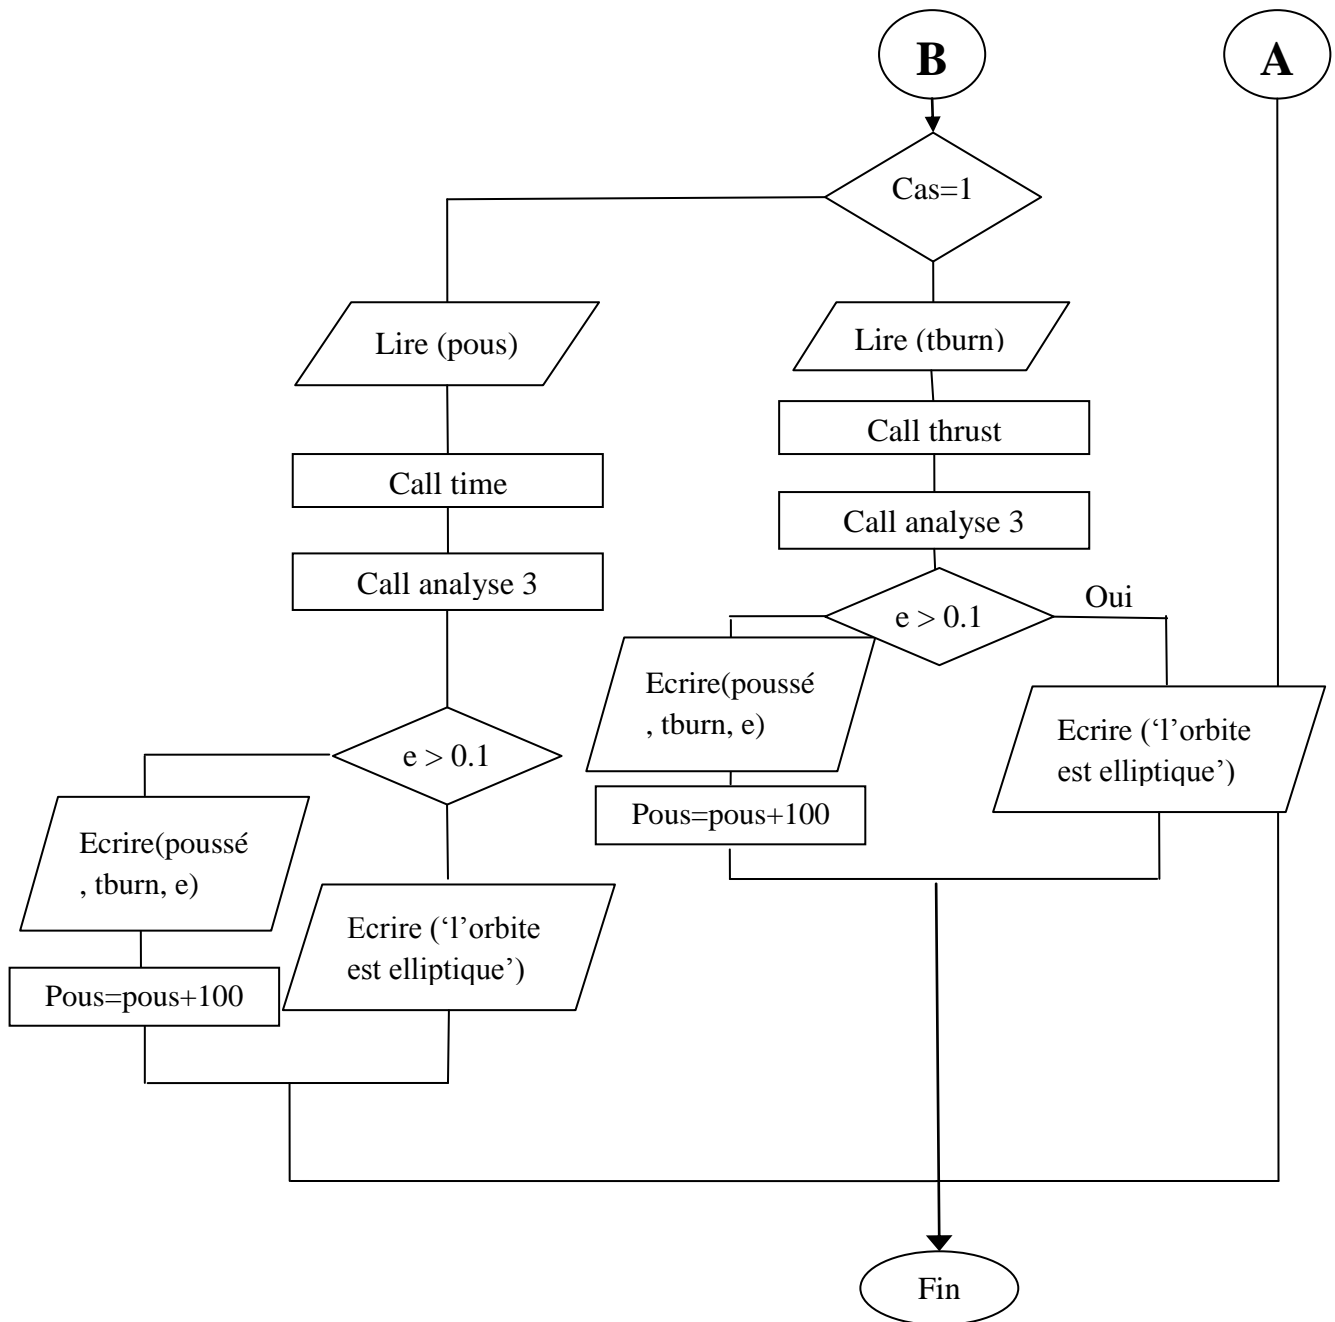 B
A
Cas=1
Lire (pous)
Lire (tburn)
Call thrust
Call time
Call analyse 3
Call analyse 3
e > 0.1
Oui
Ecrire(poussé
, tburn, e)
Ecrire (‘l’orbite
est elliptique’)
e > 0.1
Pous=pous+100
Ecrire(poussé
, tburn, e)
Ecrire (‘l’orbite
est elliptique’)
Pous=pous+100
Fin